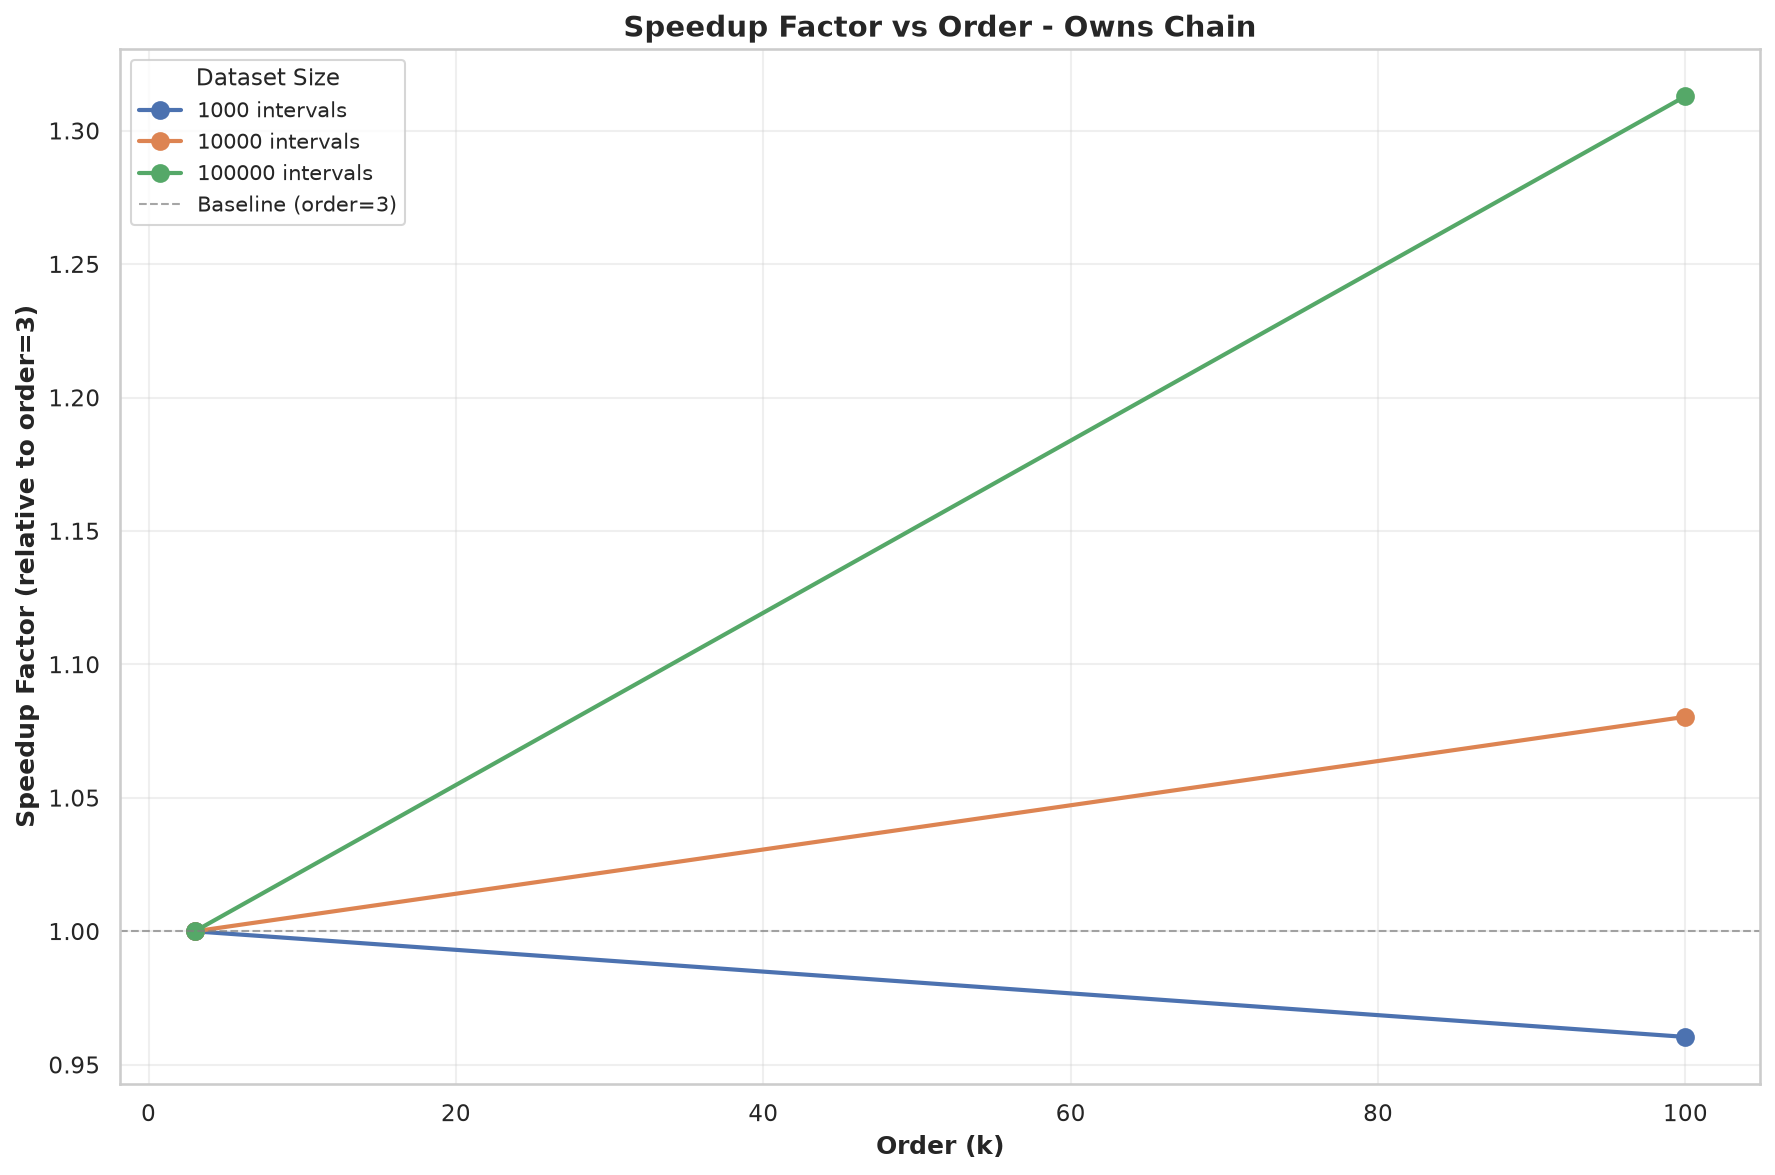 Speedup Factor vs Order - Owns Chain
Dataset Size
1000 intervals
10000 intervals
100000 intervals
Baseline (order=3)
Speedup Factor (relative to order=3)
1.30
1.25
1.20
1.15
1.10
1.05
1.00
0.95
0 20 40 60 80 100
Order (k)